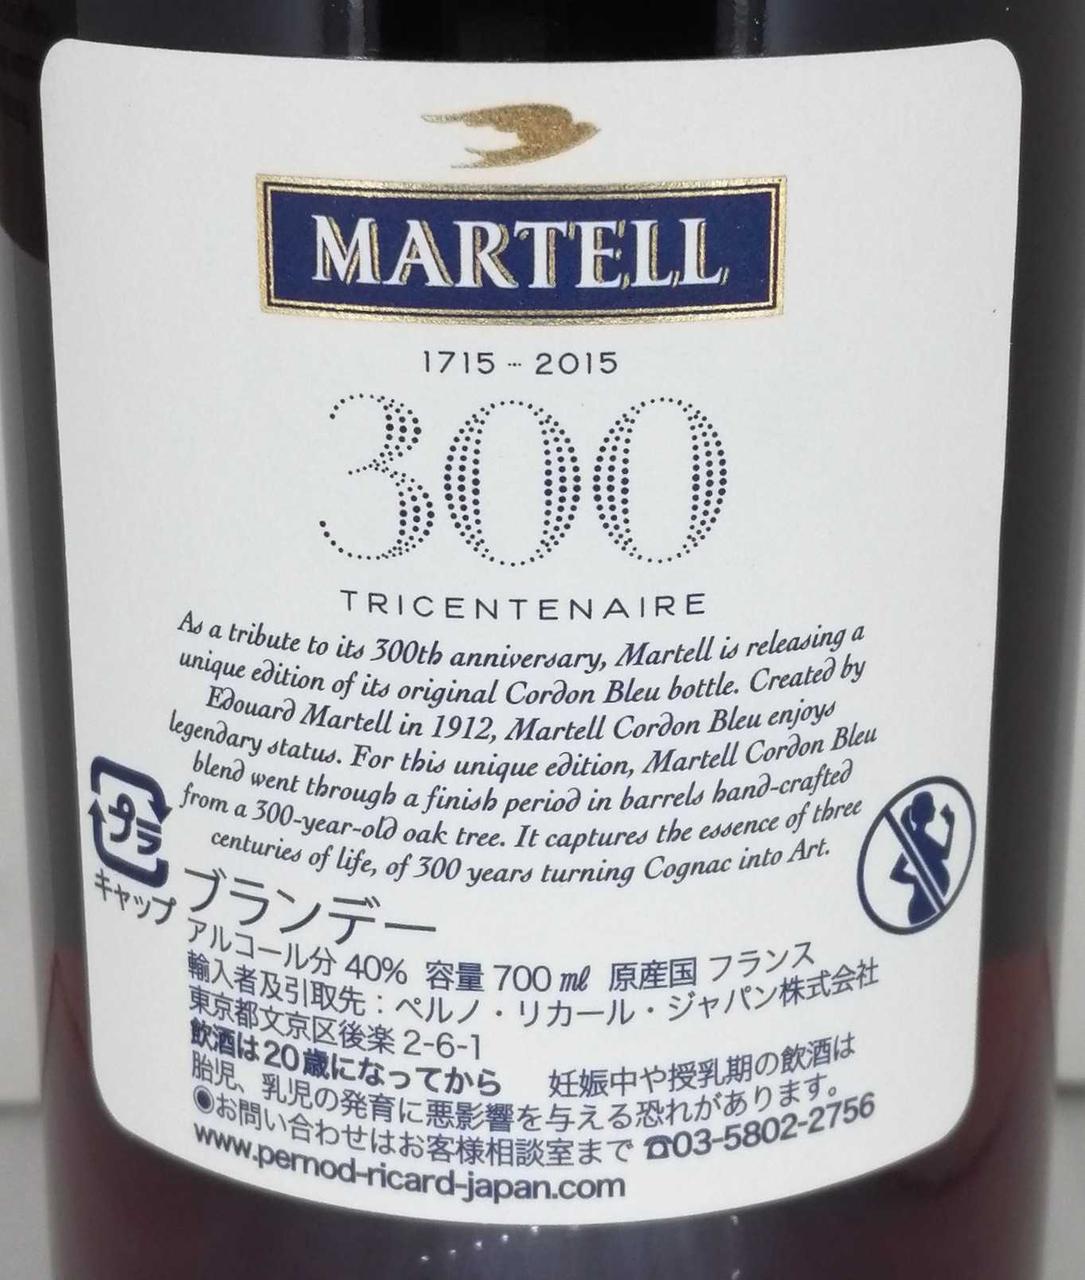 MARTELL
1715 - 2015
300
TRICENTENAIRE
As a tribute to its 300th anniversary, Martell is releasing a
unique edition of its original Cordon Bleu bottle. Created by
Edouard Martell in 1912, Martell Cordon Bleu enjoys
legendary status. For this unique edition, Martell Cordon Bleu
blend went through a finish period in barrels hand-crafted
from a 300-year-old oak tree. It captures the essence of three
centuries of life, of 300 years turning Cognac into Art.
プラ
キャップ
ブランデー
アルコール分 40% 容量 700 ㎖ 原産国 フランス
輸入者及引取先：ペルノ・リカール・ジャパン株式会社
東京都文京区後楽 2-6-1
飲酒は20歳になってから 妊娠中や授乳期の飲酒は
胎児、乳児の発育に悪影響を与える恐れがあります。
◉お問い合わせはお客様相談室まで ☎03-5802-2756
www.pernod-ricard-japan.com